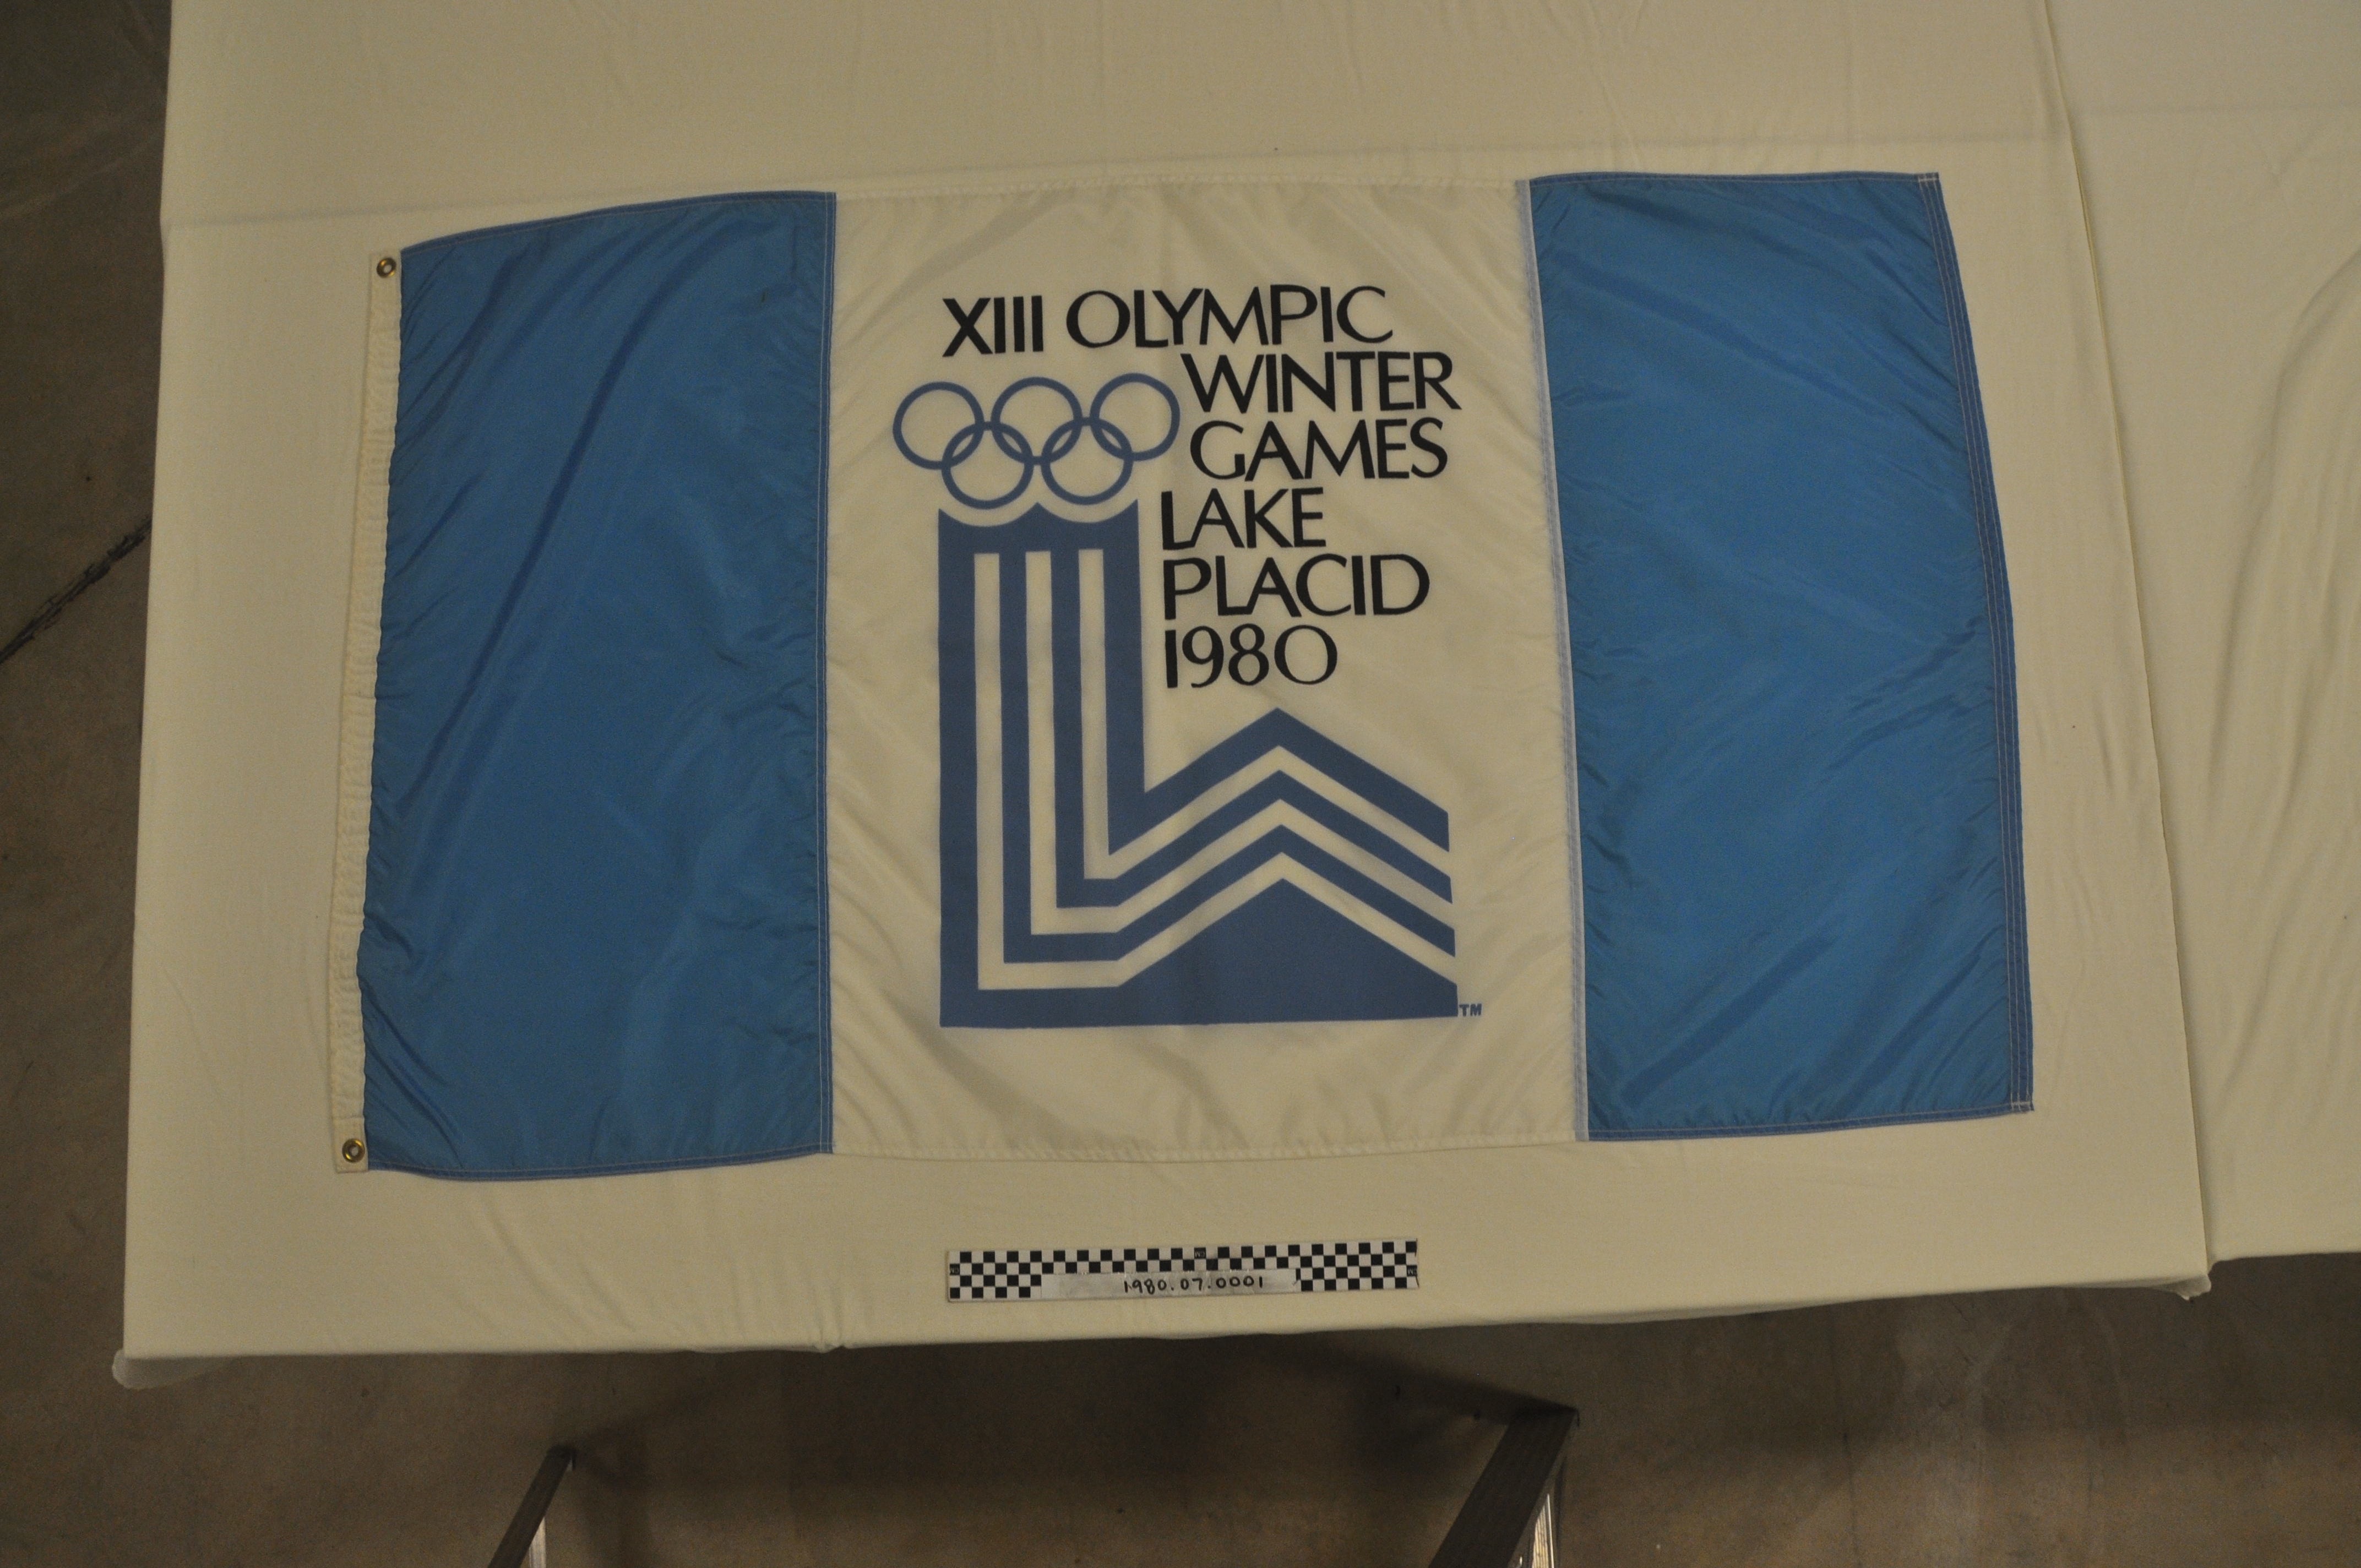 XIII OLYMPIC
WINTER
GAMES
LAKE
PLACID
1980
TM
1980.07.0001